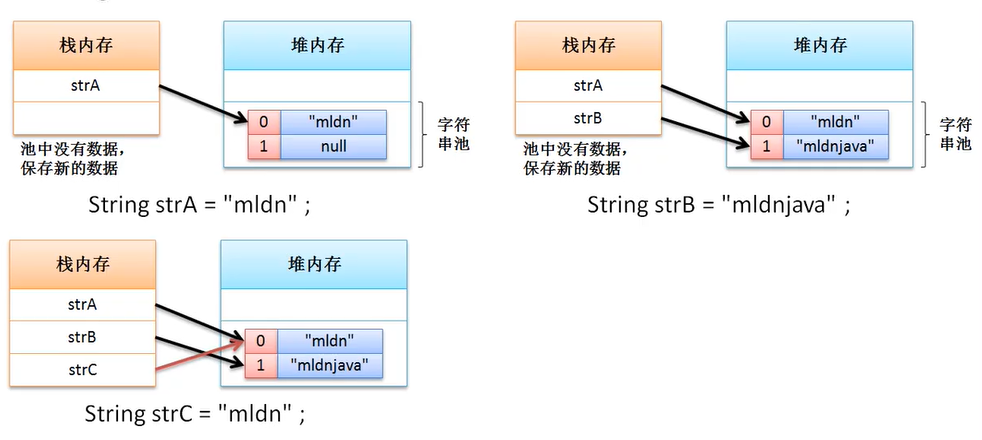 栈内存
堆内存
strA
0
"mldn"
1
null
字符
串池
池中没有数据,
保存新的数据
String strA = "mldn" ;
栈内存
堆内存
strA
strB
0
"mldn"
1
"mldnjava"
字符
串池
池中没有数据,
保存新的数据
String strB = "mldnjava" ;
栈内存
堆内存
strA
strB
strC
0
"mldn"
1
"mldnjava"
String strC = "mldn" ;